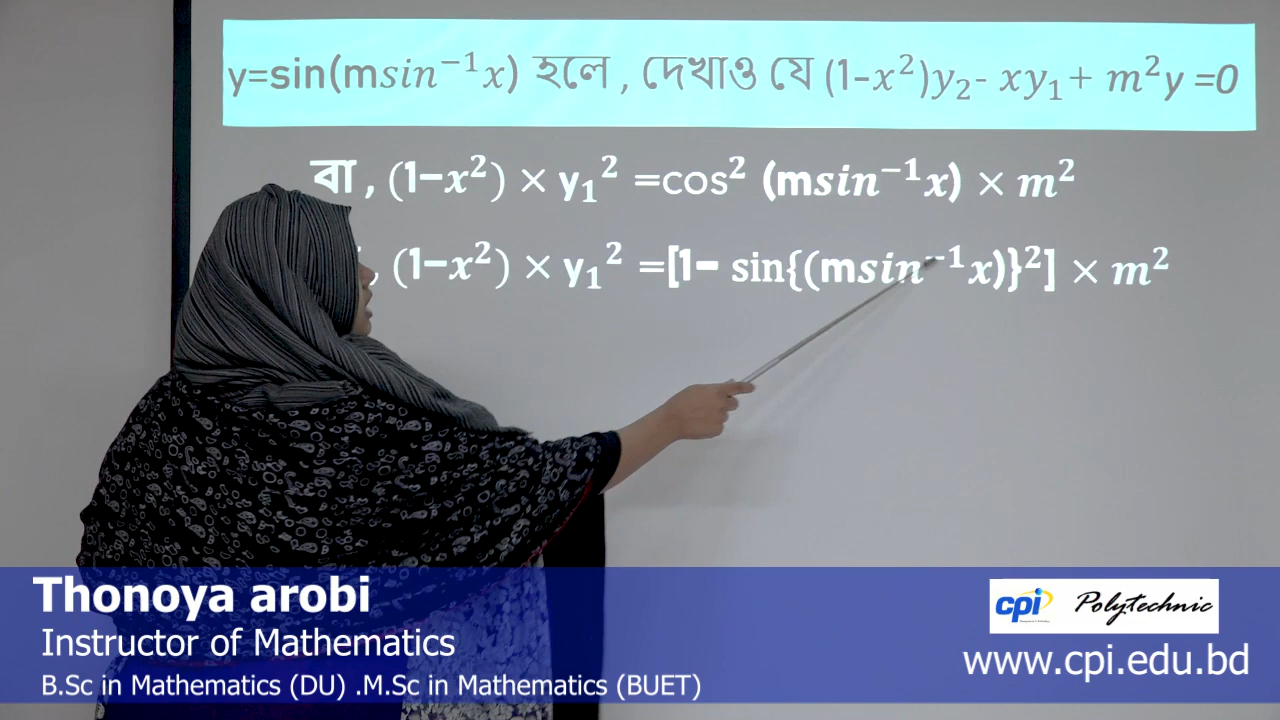 y=sin(m𝑠𝑖𝑛⁻¹𝑥) হলে , দেখাও যে (1-𝑥²)𝑦₂- 𝑥𝑦₁+ 𝑚²y =0
বা , (1−𝑥²) × y₁² =cos² (m𝑠𝑖𝑛⁻¹𝑥) × 𝑚²
, (1−𝑥²) × y₁² =[1− sin{(m𝑠𝑖𝑛⁻¹𝑥)}²] × 𝑚²
Thonoya arobi
Instructor of Mathematics
B.Sc in Mathematics (DU) .M.Sc in Mathematics (BUET)
cpi Polytechnic
www.cpi.edu.bd